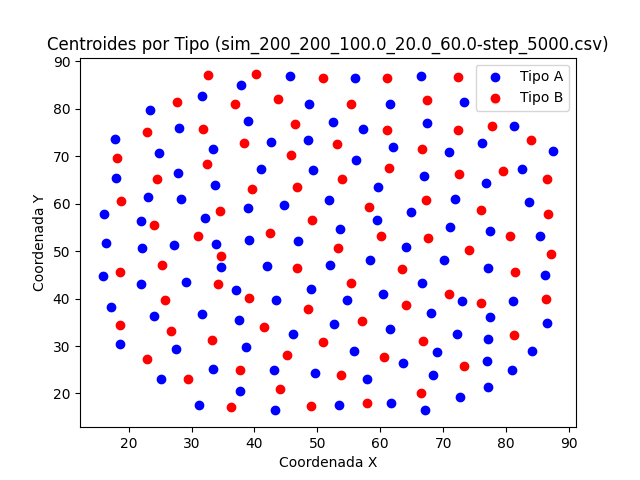 Centroides por Tipo (sim_200_200_100.0_20.0_60.0-step_5000.csv)
Tipo A
Tipo B
90
80
70
60
50
40
30
20
Coordenada Y
20 30 40 50 60 70 80 90
Coordenada X